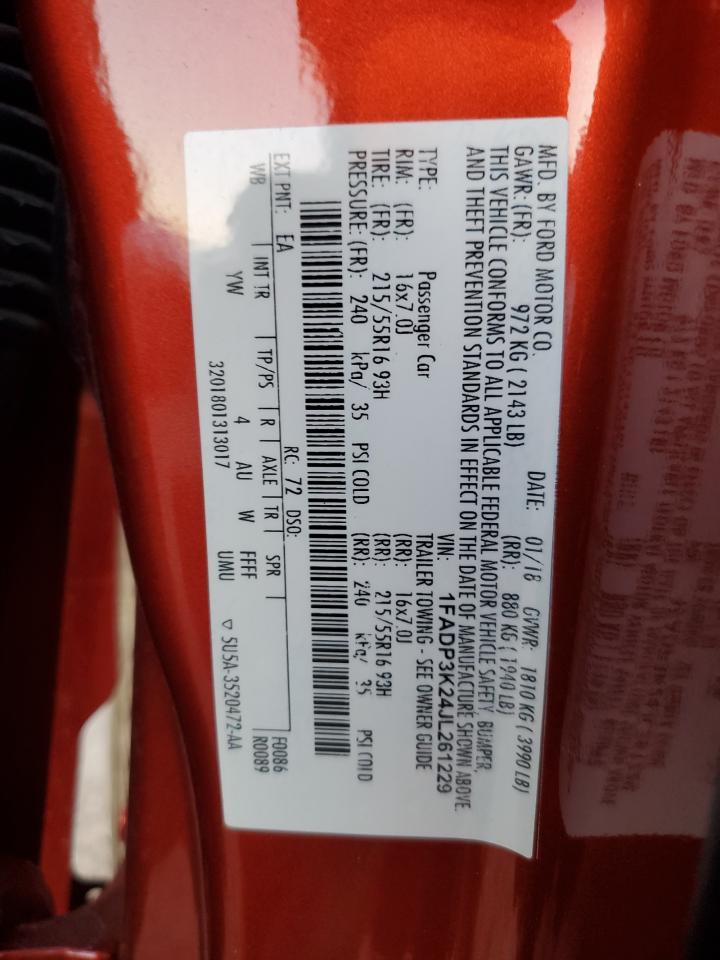 MFD. BY FORD MOTOR CO. DATE: 01/18 GVWR: 1810 KG ( 3990 LB)
GAWR: (FR): 972 KG ( 2143 LB) (RR): 880 KG ( 1940 LB)
THIS VEHICLE CONFORMS TO ALL APPLICABLE FEDERAL MOTOR VEHICLE SAFETY, BUMPER,
AND THEFT PREVENTION STANDARDS IN EFFECT ON THE DATE OF MANUFACTURE SHOWN ABOVE.
VIN: 1FADP3K24JL261229
TYPE: Passenger Car TRAILER TOWING - SEE OWNER GUIDE
RIM: (FR): 16x7.0J (RR): 16x7.0J
TIRE: (FR): 215/55R16 93H (RR): 215/55R16 93H
PRESSURE: (FR): 240 kPa/ 35 PSI COLD (RR): 240 kPa/ 35 PSI COLD
RC: 72 DSO: F0086
EXT PNT: EA R0089
WB INT TR TP/PS R AXLE TR SPR
YW 4 AU W FFFF UMU
3201801313017 ▽ 5U5A-3520472-AA